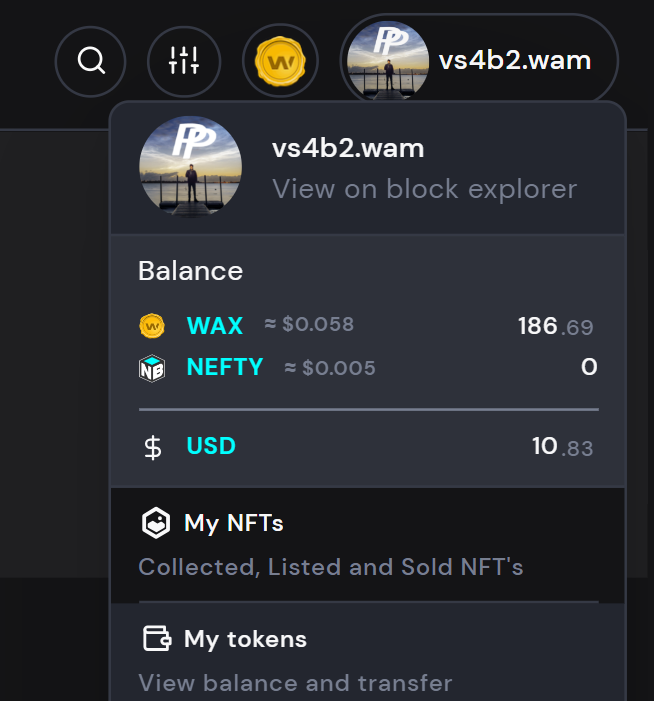 vs4b2.wam
vs4b2.wam
View on block explorer
Balance
WAX ≈ $0.058 186.69
NEFTY ≈ $0.005 0
$ USD 10.83
My NFTs
Collected, Listed and Sold NFT's
My tokens
View balance and transfer